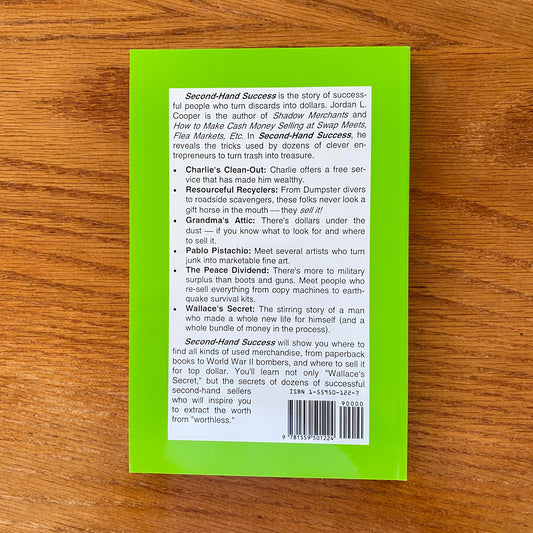 Second-Hand Success is the story of success-
ful people who turn discards into dollars. Jordan L.
Cooper is the author of Shadow Merchants and
How to Make Cash Money Selling at Swap Meets,
Flea Markets, Etc. In Second-Hand Success, he
reveals the tricks used by dozens of clever en-
trepreneurs to turn trash into treasure.
• Charlie's Clean-Out: Charlie offers a free ser-
vice that has made him wealthy.
• Resourceful Recyclers: From Dumpster divers
to roadside scavengers, these folks never look a
gift horse in the mouth — they sell it!
• Grandma's Attic: There's dollars under the
dust — if you know what to look for and where
to sell it.
• Pablo Pistachio: Meet several artists who turn
junk into marketable fine art.
• The Peace Dividend: There's more to military
surplus than boots and guns. Meet people who
re-sell everything from copy machines to earth-
quake survival kits.
• Wallace's Secret: The stirring story of a man
who made a whole new life for himself (and a
whole bundle of money in the process).
Second-Hand Success will show you where to
find all kinds of used merchandise, from paperback
books to World War II bombers, and where to sell it
for top dollar. You'll learn not only "Wallace's
Secret," but the secrets of dozens of successful
second-hand sellers
who will inspire you
to extract the worth
from "worthless."
ISBN 1-55950-122-7
90000
9 781559 501224